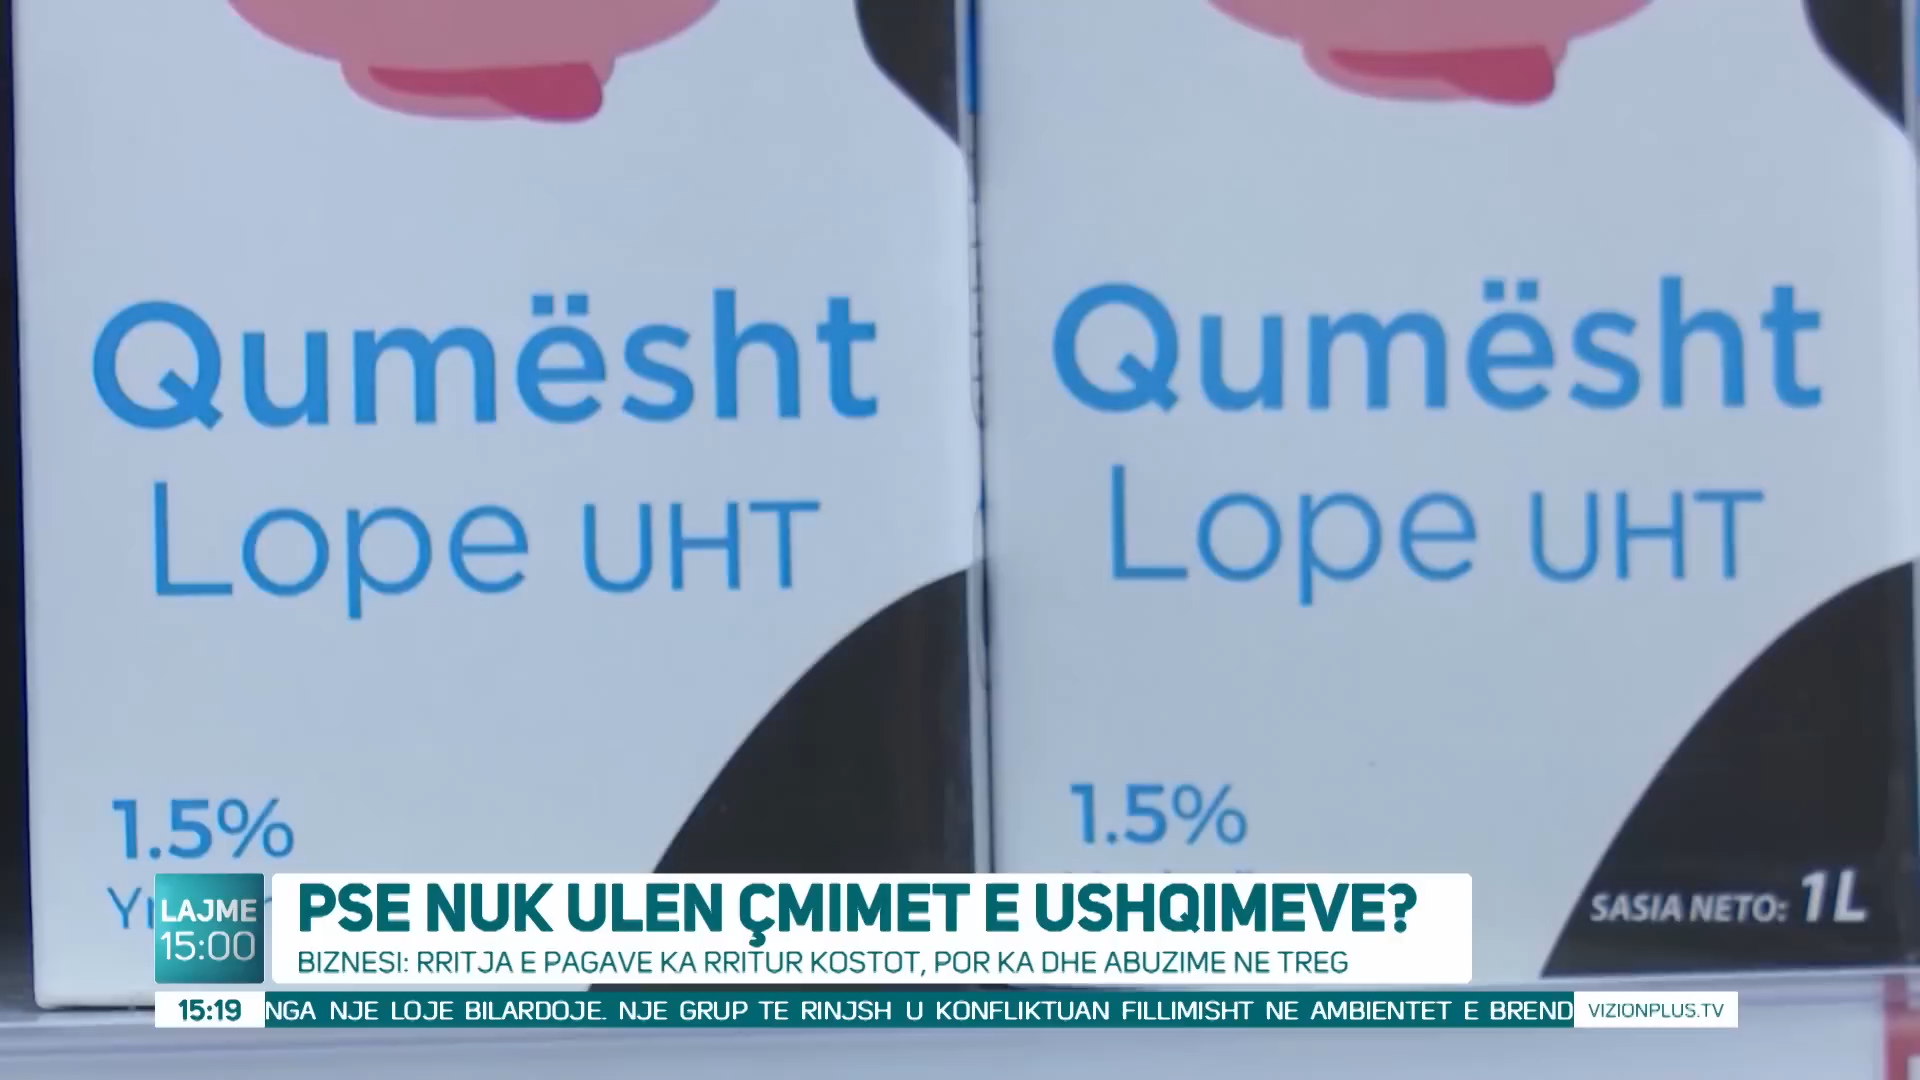 Qumësht
Lope UHT
1.5%
Qumësht
Lope UHT
1.5%
SASIA NETO: 1L
LAJME
15:00
PSE NUK ULEN ÇMIMET E USHQIMEVE?
BIZNESI: RRITJA E PAGAVE KA RRITUR KOSTOT, POR KA DHE ABUZIME NE TREG
15:19
NGA NJE LOJE BILARDOJE. NJE GRUP TE RINJSH U KONFLIKTUAN FILLIMISHT NE AMBIENTET E BREND
VIZIONPLUS.TV